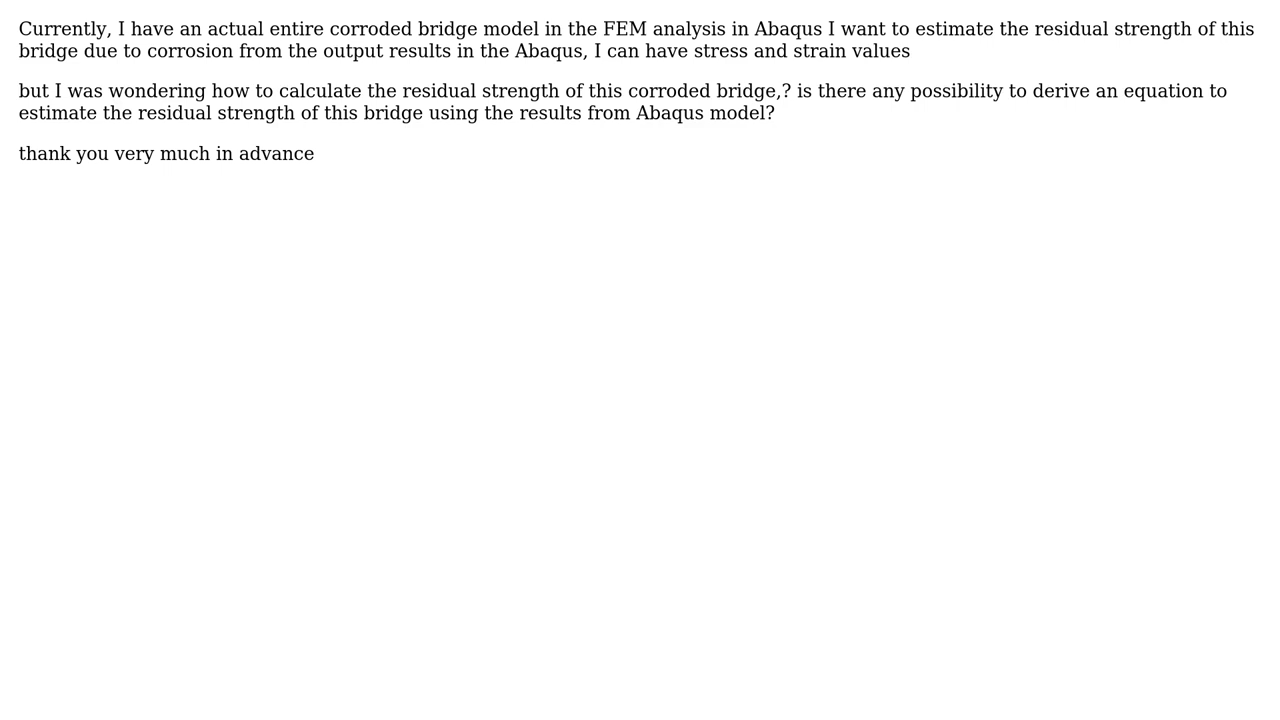 Currently, I have an actual entire corroded bridge model in the FEM analysis in Abaqus I want to estimate the residual strength of this
bridge due to corrosion from the output results in the Abaqus, I can have stress and strain values
but I was wondering how to calculate the residual strength of this corroded bridge,? is there any possibility to derive an equation to
estimate the residual strength of this bridge using the results from Abaqus model?
thank you very much in advance